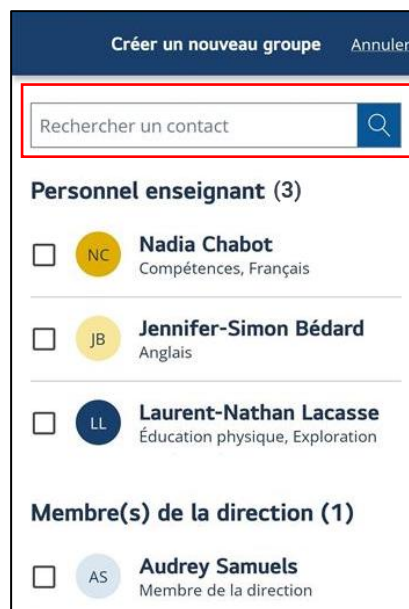 Créer un nouveau groupe Annuler
Rechercher un contact
Personnel enseignant (3)
NC Nadia Chabot
Compétences, Français
JB Jennifer-Simon Bédard
Anglais
LL Laurent-Nathan Lacasse
Éducation physique, Exploration
Membre(s) de la direction (1)
AS Audrey Samuels
Membre de la direction